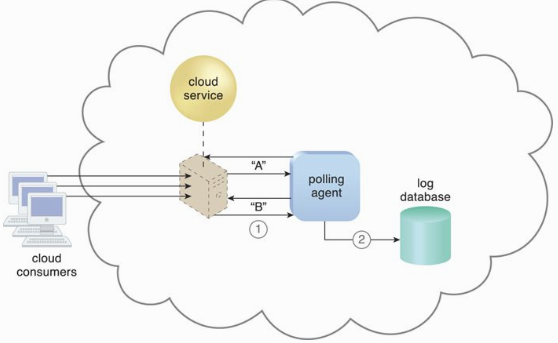 cloud
service
"A"
polling
agent
"B"
1
2
log
database
cloud
consumers